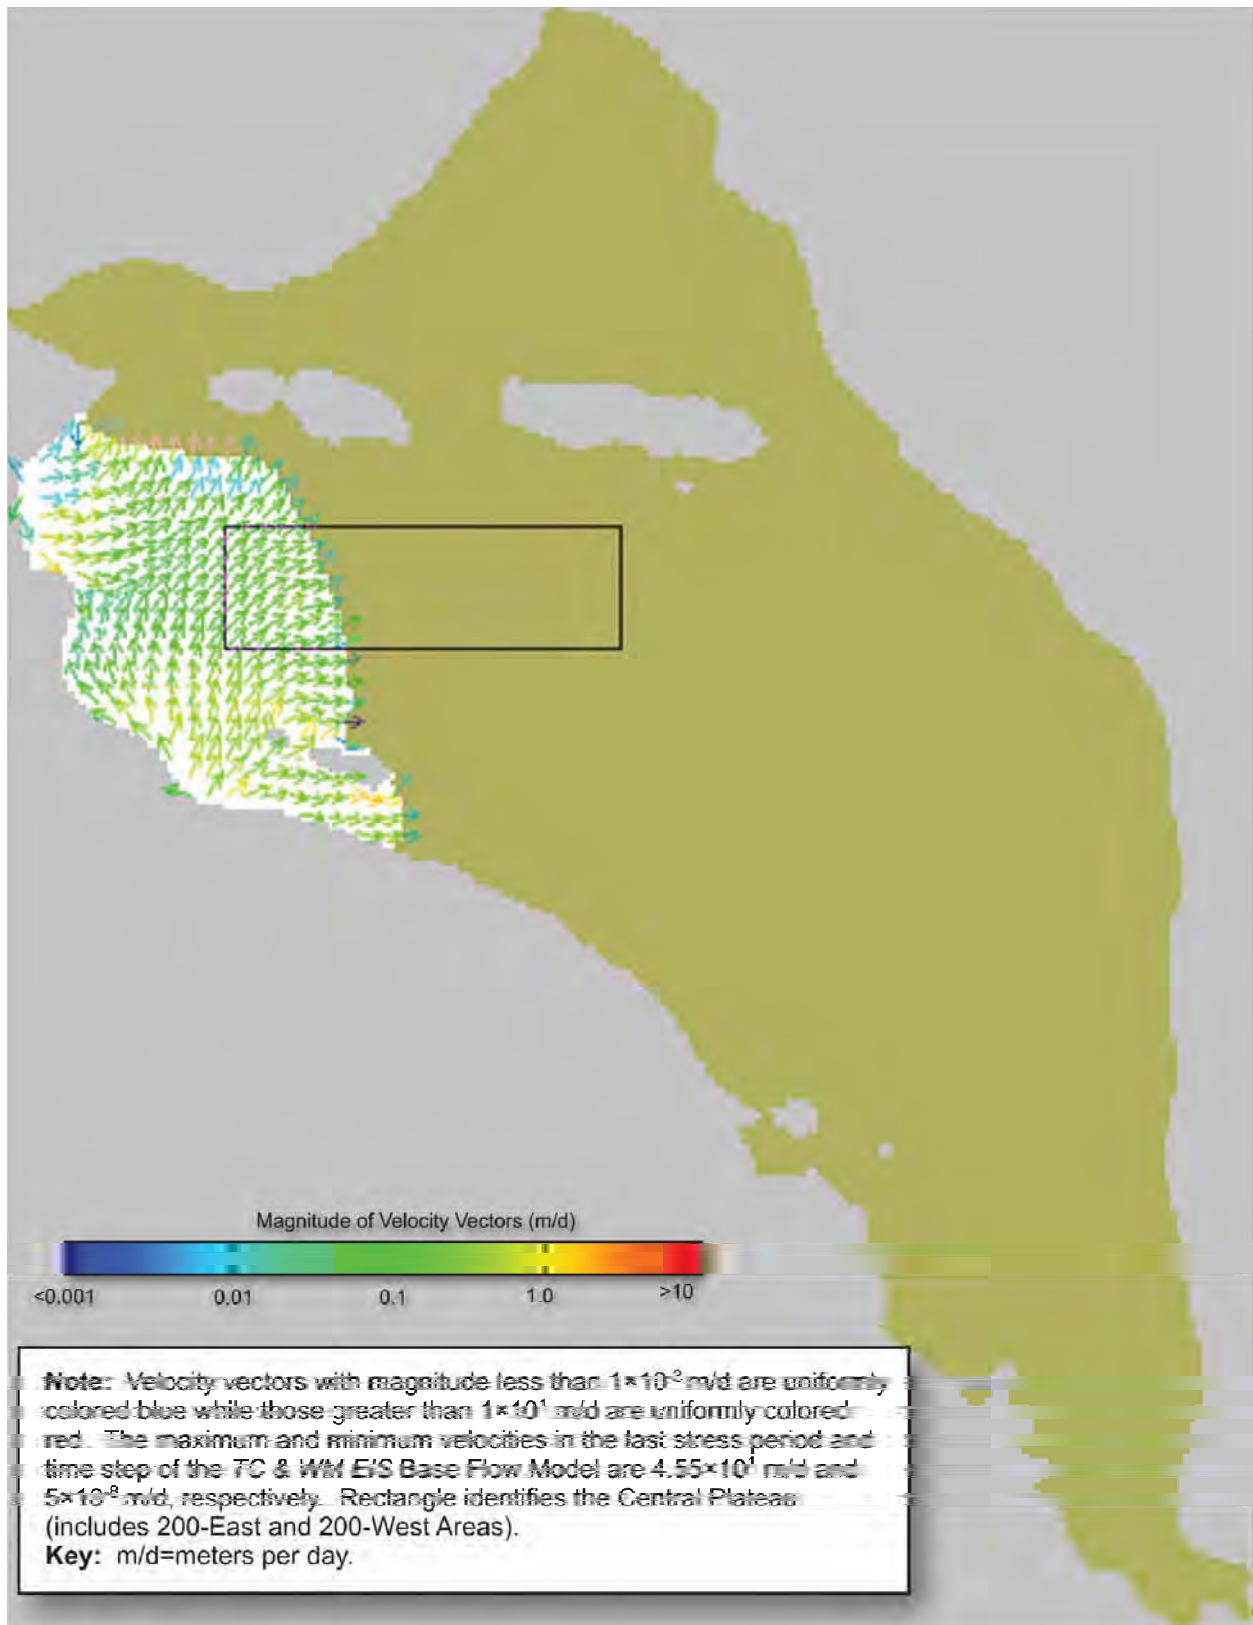 Magnitude of Velocity Vectors (m/d)
<0.001 0.01 0.1 1.0 >10
Note: Velocity vectors with magnitude less than 1×10⁻³ m/d are uniformly
colored blue while those greater than 1×10¹ m/d are uniformly colored
red. The maximum and minimum velocities in the last stress period and
time step of the TC & WM EIS Base Flow Model are 4.55×10¹ m/d and
5×10⁻⁸ m/d, respectively. Rectangle identifies the Central Plateau
(includes 200-East and 200-West Areas).
Key: m/d=meters per day.